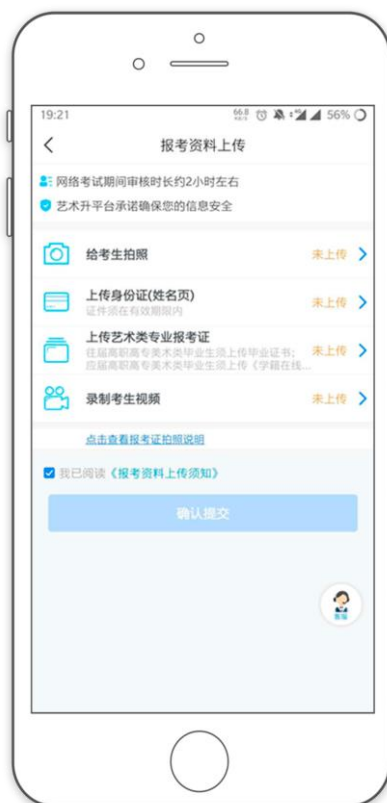 19:21
66.8
56%
报考资料上传
网络考试期间审核时长约2小时左右
艺术升平台承诺确保您的信息安全
给考生拍照
未上传
上传身份证(姓名页)
证件须在有效期限内
未上传
上传艺术类专业报考证
往届高职高专美术类毕业生须上传毕业证书;
应届高职高专美术类毕业生须上传《学籍在线...
未上传
录制考生视频
未上传
点击查看报考证拍照说明
我已阅读《报考资料上传须知》
确认提交
客服